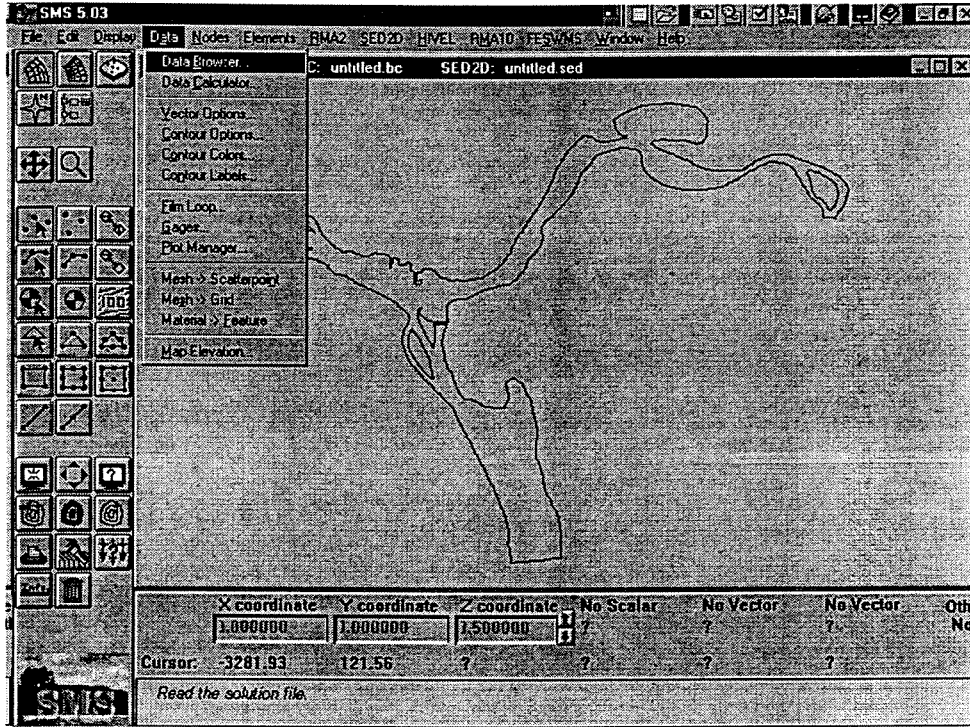 SMS 5.03
File Edit Display Data Nodes Elements RMA2 SED2D HIVEL RMA10 FESWMS Window Help
C: untitled.bc SED2D: untitled.sed
Data Browser...
Data Calculator...
Vector Options...
Contour Options...
Contour Colors...
Contour Labels...
Film Loop...
Gages...
Plot Manager...
Mesh -> Scatterpoint
Mesh -> Grid
Material -> Feature
Map Elevation...
100
X coordinate Y coordinate Z coordinate No Scalar No Vector No Vector Oth
1.000000 1.000000 1.500000 ? ? ? No
Cursor: -3281.93 121.56 ? ? ? ?
SMS
Read the solution file.